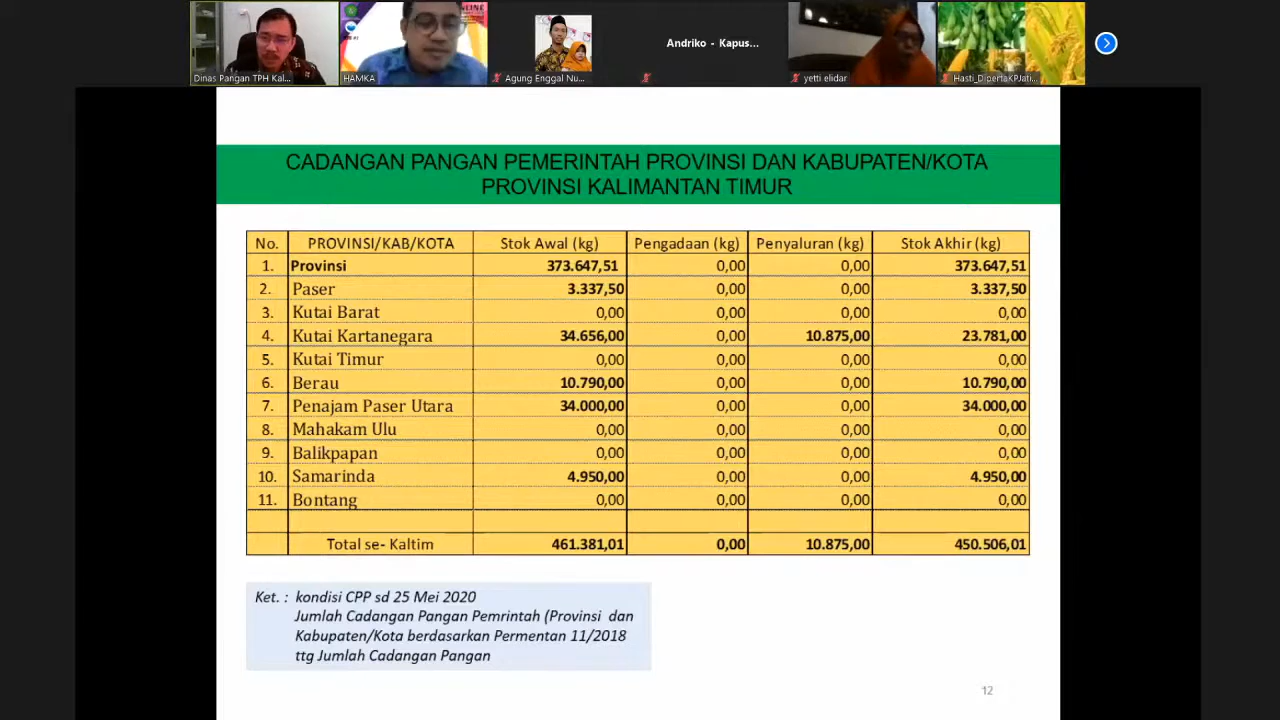 ONLINE
Dinas Pangan TPH Kal...
HAMKA
Agung Enggal Nu...
Andriko - Kapus...
yetti elidar
Hasti_DipertaKPJati...
CADANGAN PANGAN PEMERINTAH PROVINSI DAN KABUPATEN/KOTA
PROVINSI KALIMANTAN TIMUR
No. PROVINSI/KAB/KOTA Stok Awal (kg) Pengadaan (kg) Penyaluran (kg) Stok Akhir (kg)
1. Provinsi 373.647,51 0,00 0,00 373.647,51
2. Paser 3.337,50 0,00 0,00 3.337,50
3. Kutai Barat 0,00 0,00 0,00 0,00
4. Kutai Kartanegara 34.656,00 0,00 10.875,00 23.781,00
5. Kutai Timur 0,00 0,00 0,00 0,00
6. Berau 10.790,00 0,00 0,00 10.790,00
7. Penajam Paser Utara 34.000,00 0,00 0,00 34.000,00
8. Mahakam Ulu 0,00 0,00 0,00 0,00
9. Balikpapan 0,00 0,00 0,00 0,00
10. Samarinda 4.950,00 0,00 0,00 4.950,00
11. Bontang 0,00 0,00 0,00 0,00
Total se- Kaltim 461.381,01 0,00 10.875,00 450.506,01
Ket. : kondisi CPP sd 25 Mei 2020
Jumlah Cadangan Pangan Pemrintah (Provinsi dan
Kabupaten/Kota berdasarkan Permentan 11/2018
ttg Jumlah Cadangan Pangan
12